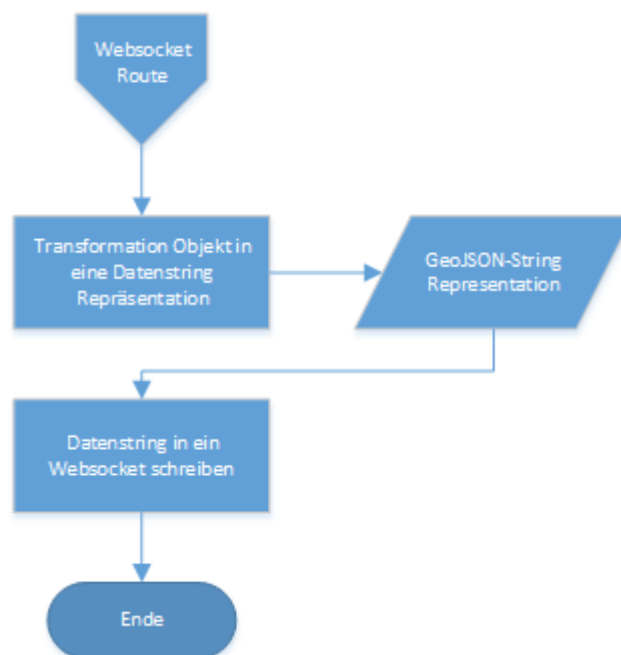 Websocket
Route
Transformation Objekt in
eine Datenstring
Repräsentation
GeoJSON-String
Representation
Datenstring in ein
Websocket schreiben
Ende